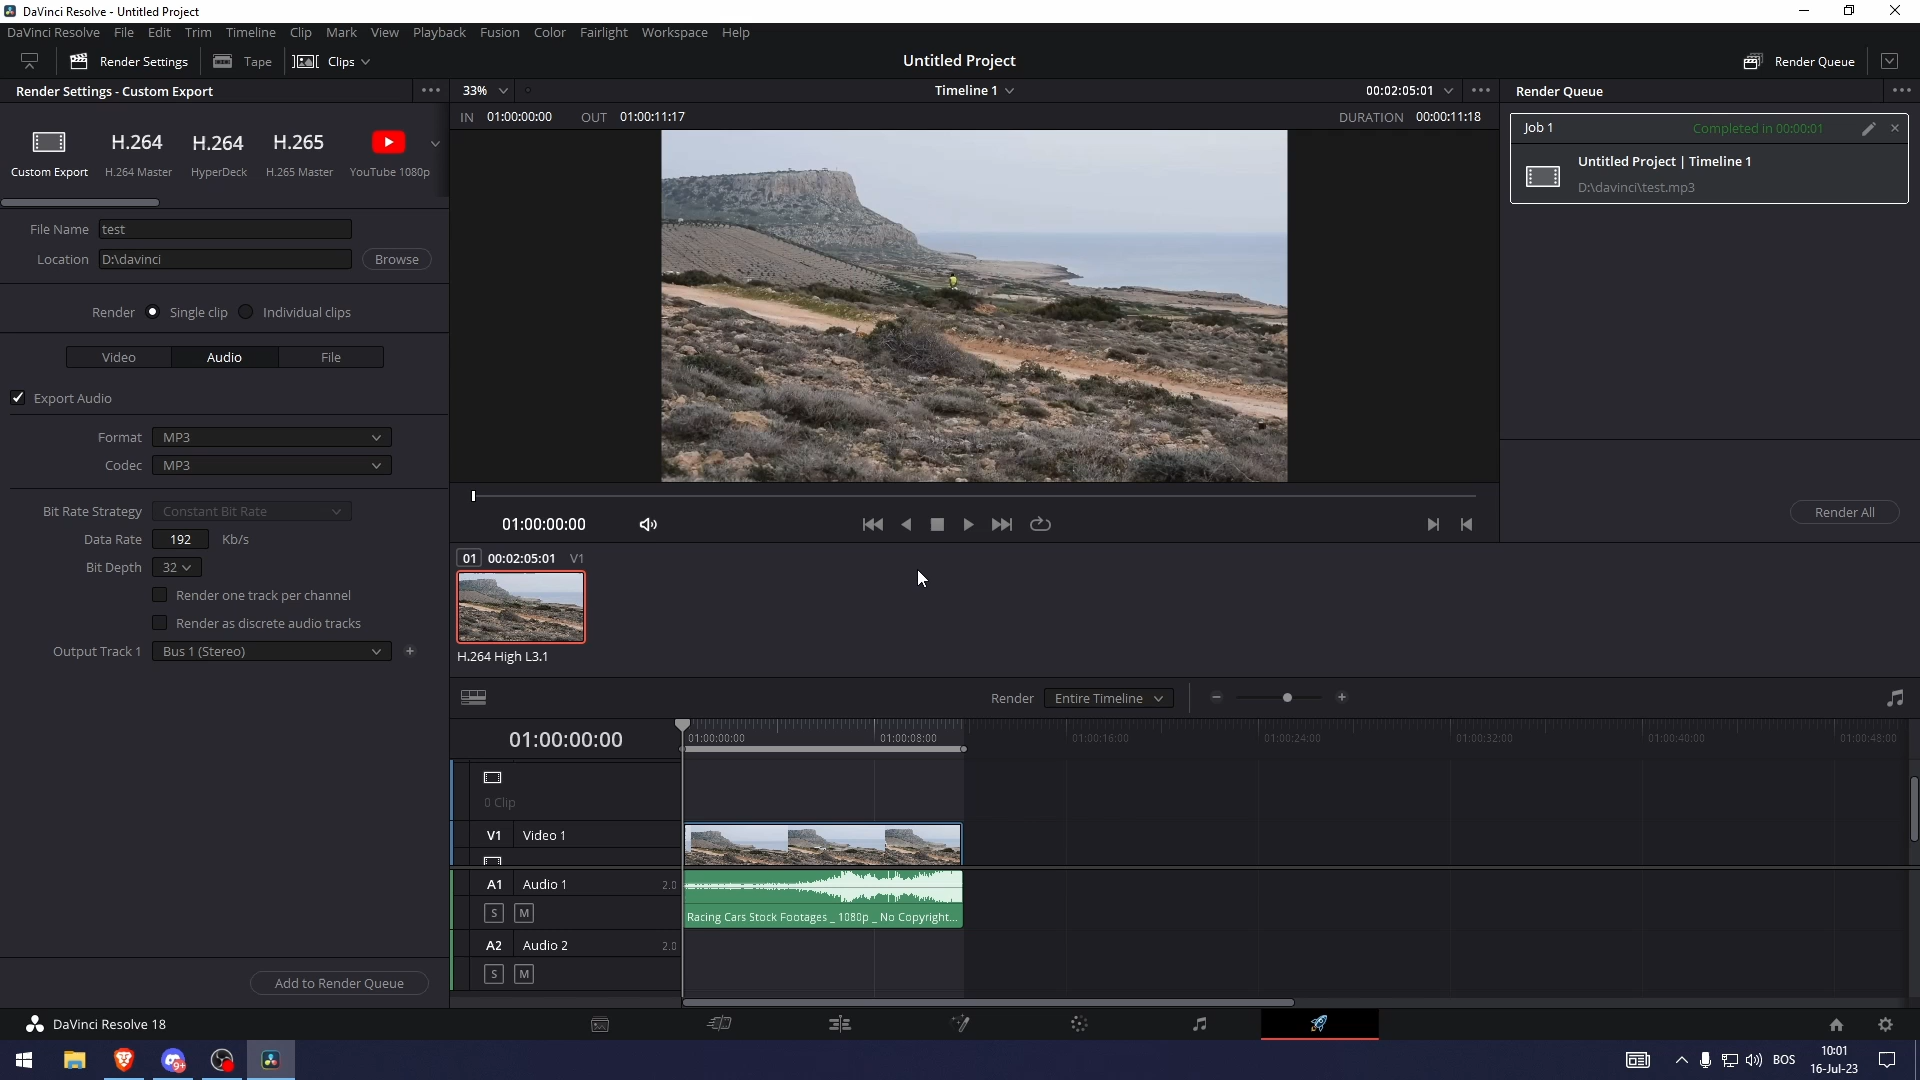 DaVinci Resolve - Untitled Project
DaVinci Resolve File Edit Trim Timeline Clip Mark View Playback Fusion Color Fairlight Workspace Help
Render Settings Tape Clips Untitled Project Render Queue
Render Settings - Custom Export ••• 33% Timeline 1 00:02:05:01 ••• Render Queue •••
IN 01:00:00:00 OUT 01:00:11:17 DURATION 00:00:11:18
Job 1 Completed in 00:00:01
H.264 H.264 H.265
Custom Export H.264 Master HyperDeck H.265 Master YouTube 1080p
Untitled Project | Timeline 1
D:\davinci\test.mp3
File Name test
Location D:\davinci Browse
Render Single clip Individual clips
Video Audio File
Export Audio
Format MP3
Codec MP3
Bit Rate Strategy Constant Bit Rate
Data Rate 192 Kb/s
Bit Depth 32
Render one track per channel
Render as discrete audio tracks
Output Track 1 Bus 1 (Stereo) +
Add to Render Queue
01:00:00:00
Render All
01 00:02:05:01 V1
H.264 High L3.1
Render Entire Timeline
01:00:00:00 01:00:00:00 01:00:08:00 01:00:16:00 01:00:24:00 01:00:32:00 01:00:40:00 01:00:48:00
0 Clip
V1 Video 1
A1 Audio 1 2.0
S M
Racing Cars Stock Footages _ 1080p _ No Copyright...
A2 Audio 2 2.0
S M
DaVinci Resolve 18
9+
BOS 10:01
16-Jul-23